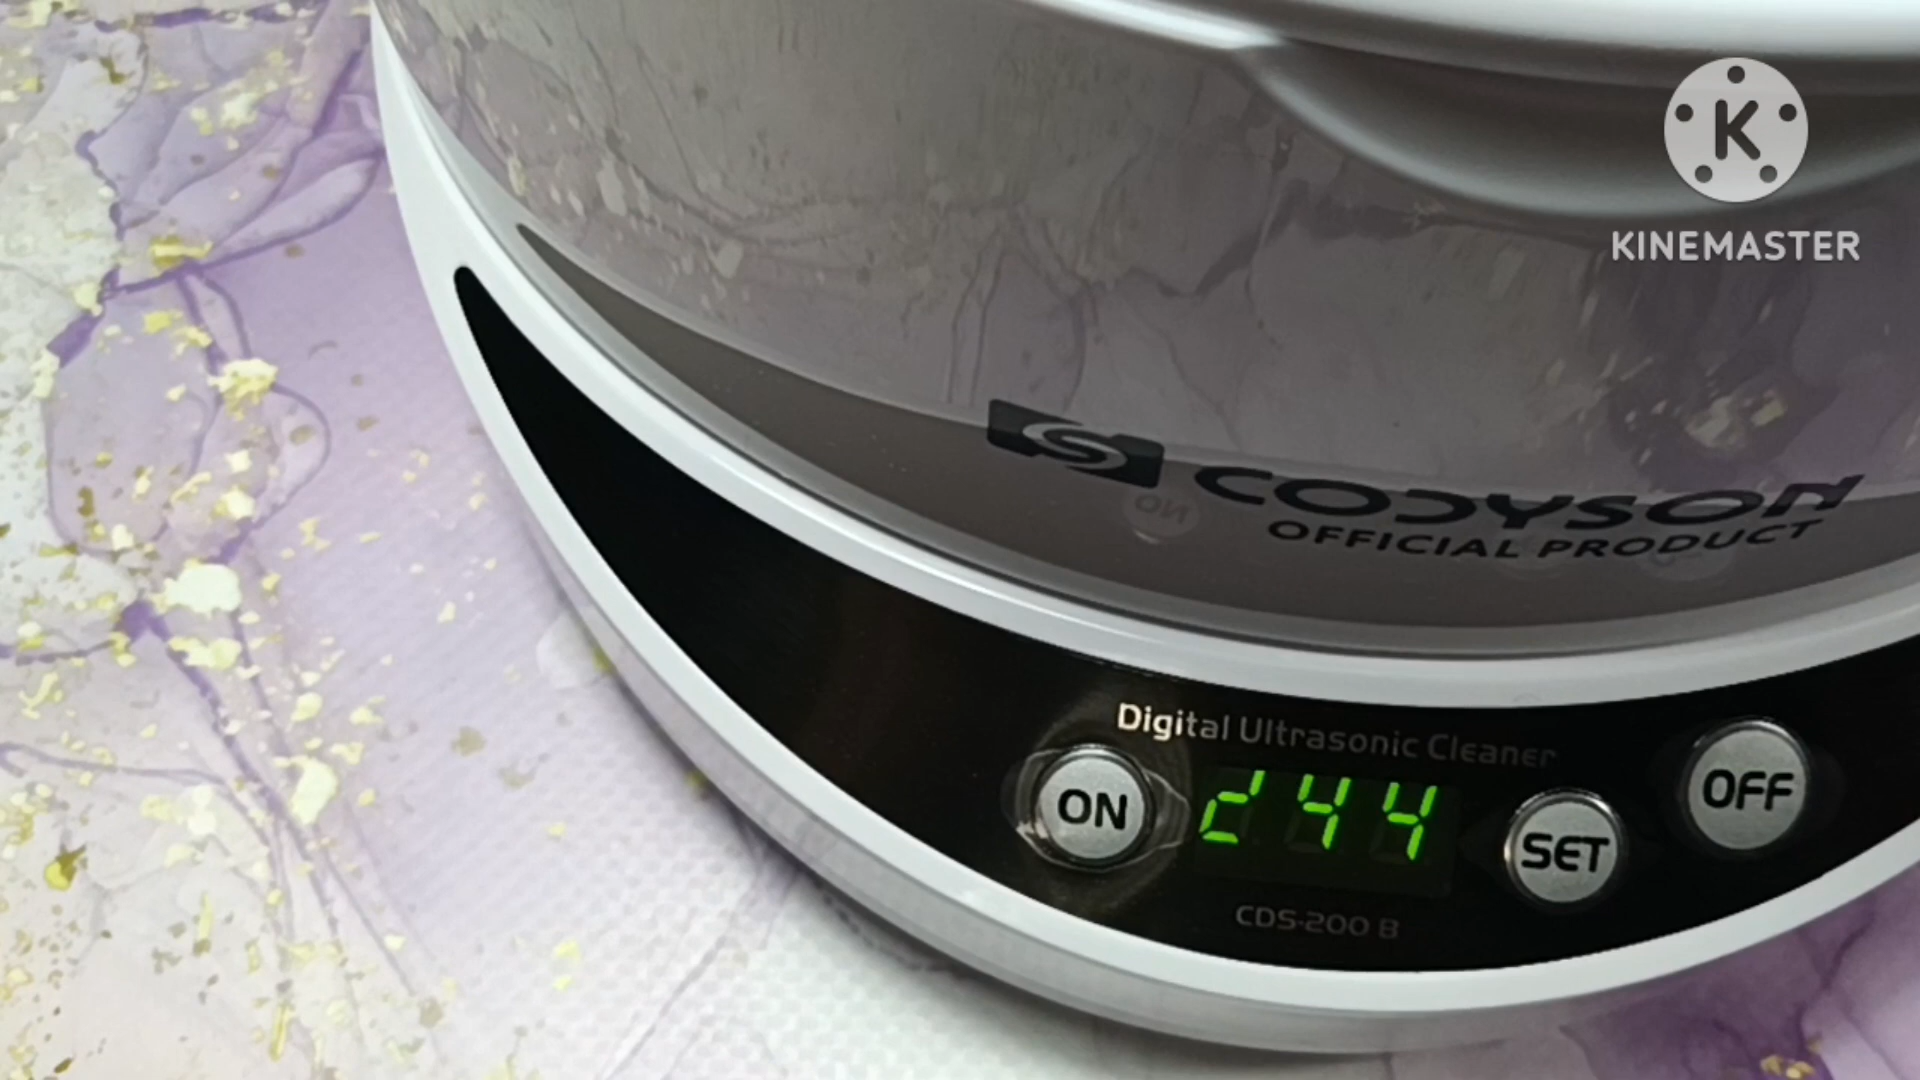 K
KINEMASTER
S CODYSON
OFFICIAL PRODUCT
Digital Ultrasonic Cleaner
ON
244
SET
OFF
CDS-200 B